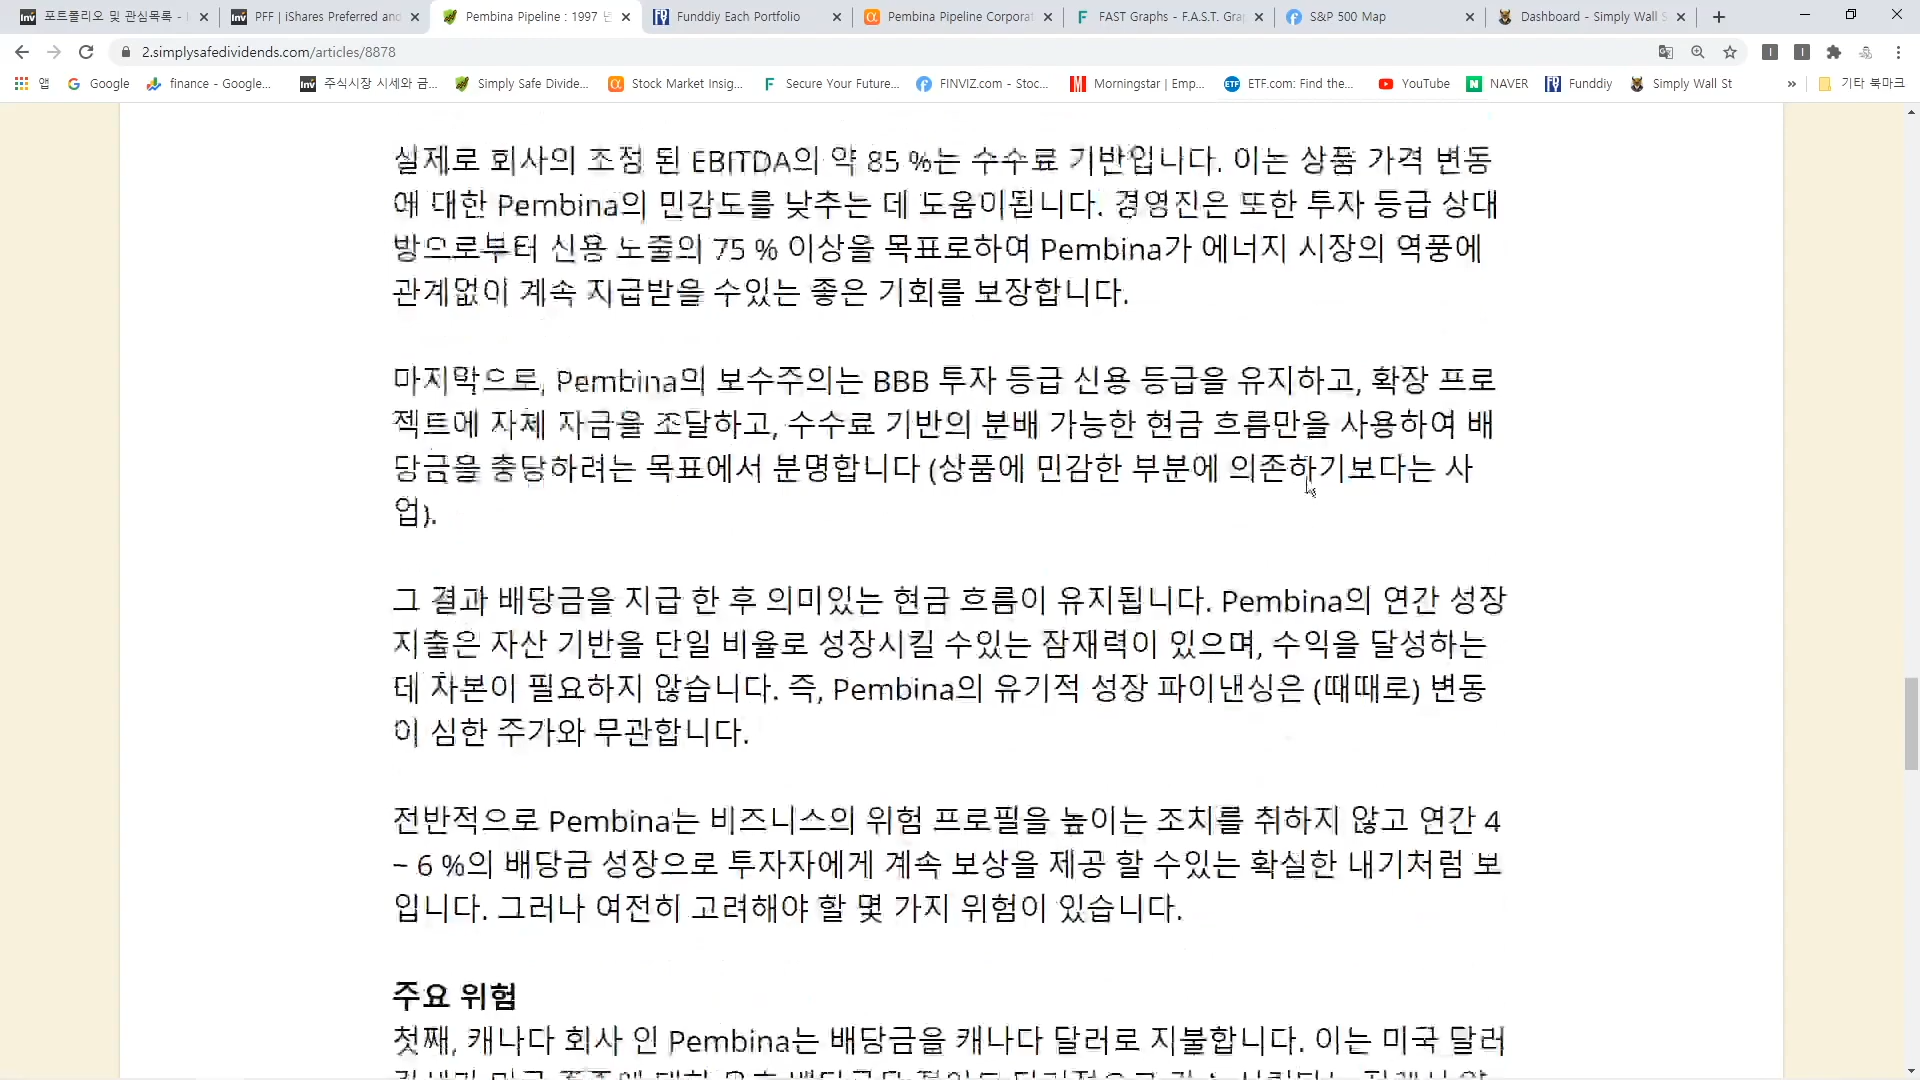 포트폴리오 및 관심목록 -
PFF | iShares Preferred and
Pembina Pipeline : 1997 년
Funddiy Each Portfolio
Pembina Pipeline Corporat
FAST Graphs - F.A.S.T. Gra
S&P 500 Map
Dashboard - Simply Wall S
2.simplysafedividends.com/articles/8878
앱
Google
finance - Google...
주식시장 시세와 금...
Simply Safe Divide...
Stock Market Insig...
Secure Your Future...
FINVIZ.com - Stoc...
Morningstar | Emp...
ETF.com: Find the...
YouTube
NAVER
Funddiy
Simply Wall St
»
기타 북마크
실제로 회사의 조정 된 EBITDA의 약 85 %는 수수료 기반입니다. 이는 상품 가격 변동
에 대한 Pembina의 민감도를 낮추는 데 도움이됩니다. 경영진은 또한 투자 등급 상대
방으로부터 신용 노출의 75 % 이상을 목표로하여 Pembina가 에너지 시장의 역풍에
관계없이 계속 지급받을 수있는 좋은 기회를 보장합니다.
마지막으로, Pembina의 보수주의는 BBB 투자 등급 신용 등급을 유지하고, 확장 프로
젝트에 자체 자금을 조달하고, 수수료 기반의 분배 가능한 현금 흐름만을 사용하여 배
당금을 충당하려는 목표에서 분명합니다 (상품에 민감한 부분에 의존하기보다는 사
업).
그 결과 배당금을 지급 한 후 의미있는 현금 흐름이 유지됩니다. Pembina의 연간 성장
지출은 자산 기반을 단일 비율로 성장시킬 수있는 잠재력이 있으며, 수익을 달성하는
데 자본이 필요하지 않습니다. 즉, Pembina의 유기적 성장 파이낸싱은 (때때로) 변동
이 심한 주가와 무관합니다.
전반적으로 Pembina는 비즈니스의 위험 프로필을 높이는 조치를 취하지 않고 연간 4
~ 6 %의 배당금 성장으로 투자자에게 계속 보상을 제공 할 수있는 확실한 내기처럼 보
입니다. 그러나 여전히 고려해야 할 몇 가지 위험이 있습니다.
주요 위험
첫째, 캐나다 회사 인 Pembina는 배당금을 캐나다 달러로 지불합니다. 이는 미국 달러